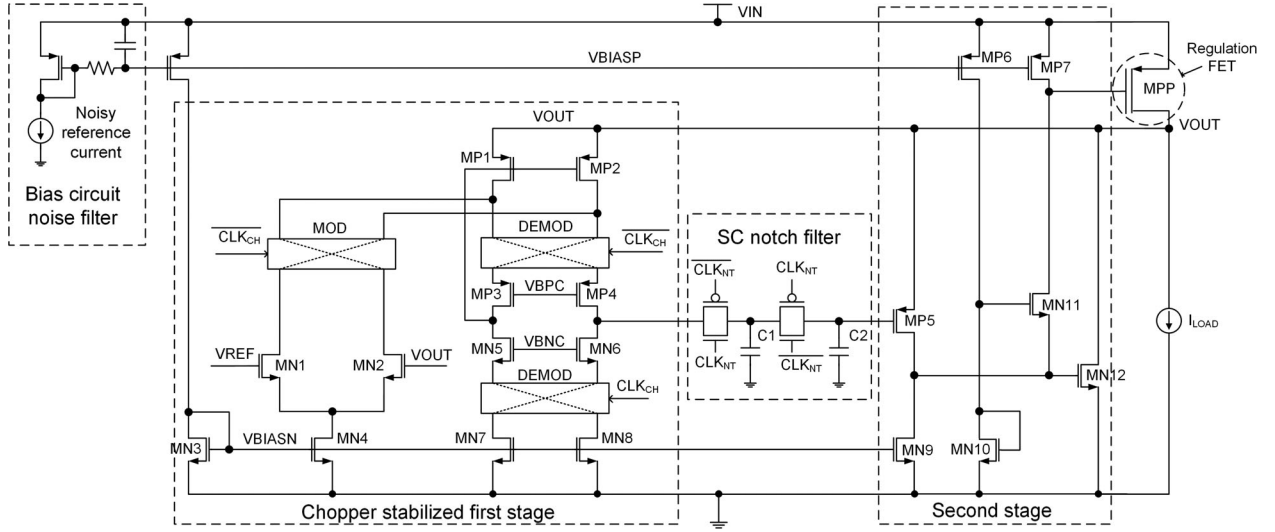 VIN
Regulation
FET
VBIASP
MP6
MP7
MPP
Noisy
reference
current
VOUT
VOUT
MP1
MP2
Bias circuit
noise filter
CLKCH
MOD
DEMOD
CLKCH
SC notch filter
CLKNT
CLKNT
MP3
VBPC
MP4
MN11
MP5
ILOAD
C1
C2
VREF
MN1
MN2
VOUT
MN5
VBNC
MN6
CLKNT
CLKNT
DEMOD
CLKCH
MN12
MN3
VBIASN
MN4
MN7
MN8
MN9
MN10
Chopper stabilized first stage
Second stage